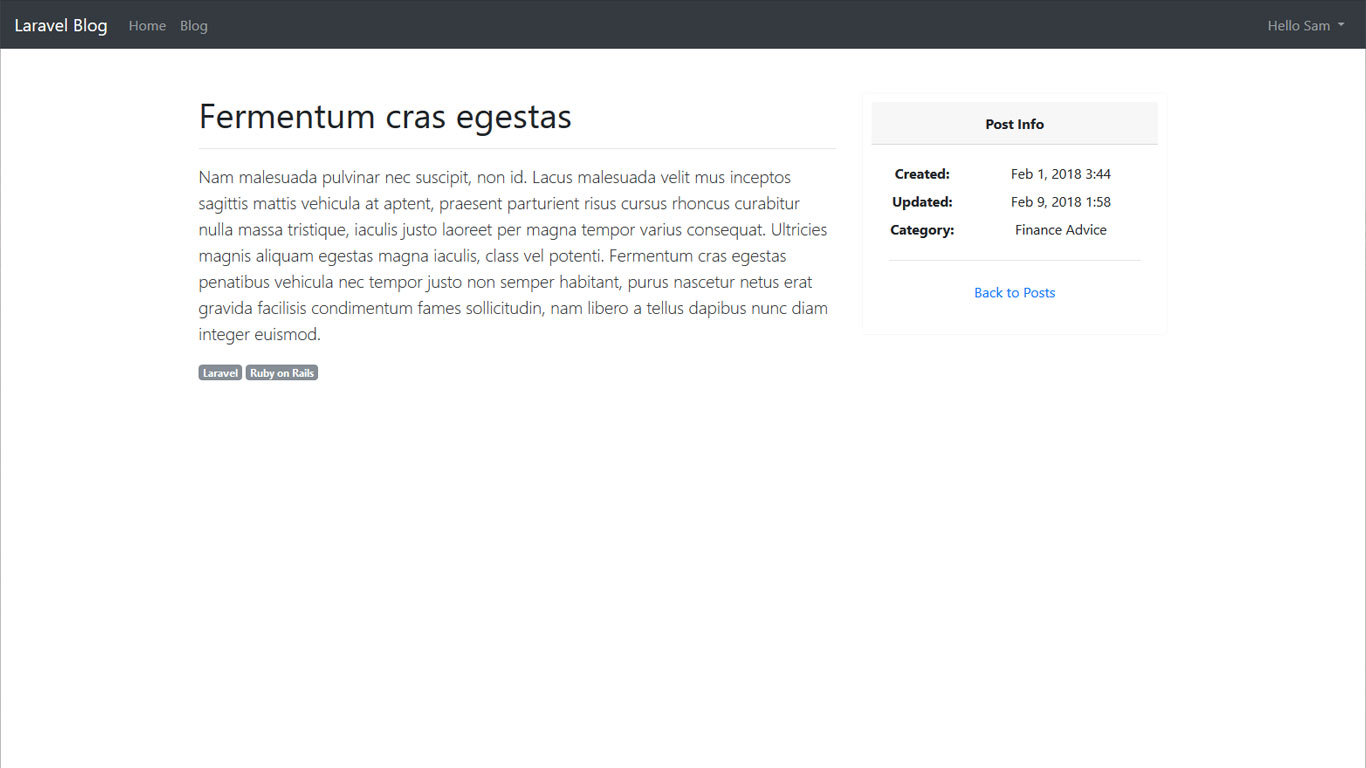 Laravel Blog Home Blog Hello Sam
Fermentum cras egestas
Nam malesuada pulvinar nec suscipit, non id. Lacus malesuada velit mus inceptos
sagittis mattis vehicula at aptent, praesent parturient risus cursus rhoncus curabitur
nulla massa tristique, iaculis justo laoreet per magna tempor varius consequat. Ultricies
magnis aliquam egestas magna iaculis, class vel potenti. Fermentum cras egestas
penatibus vehicula nec tempor justo non semper habitant, purus nascetur netus erat
gravida facilisis condimentum fames sollicitudin, nam libero a tellus dapibus nunc diam
integer euismod.
Laravel Ruby on Rails
Post Info
Created: Feb 1, 2018 3:44
Updated: Feb 9, 2018 1:58
Category: Finance Advice
Back to Posts